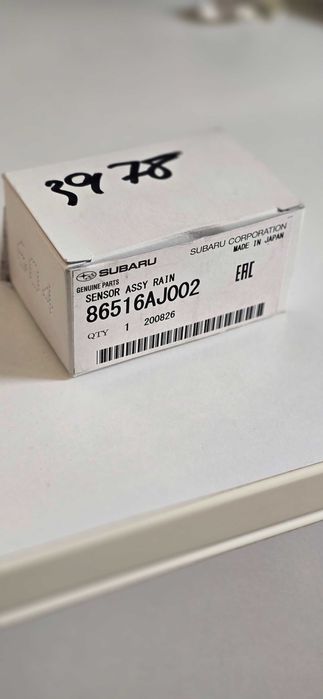 3978
SUBARU
GENUINE PARTS
SUBARU CORPORATION
MADE IN JAPAN
SENSOR ASSY RAIN
86516AJ002
EAC
QTY 1 200826